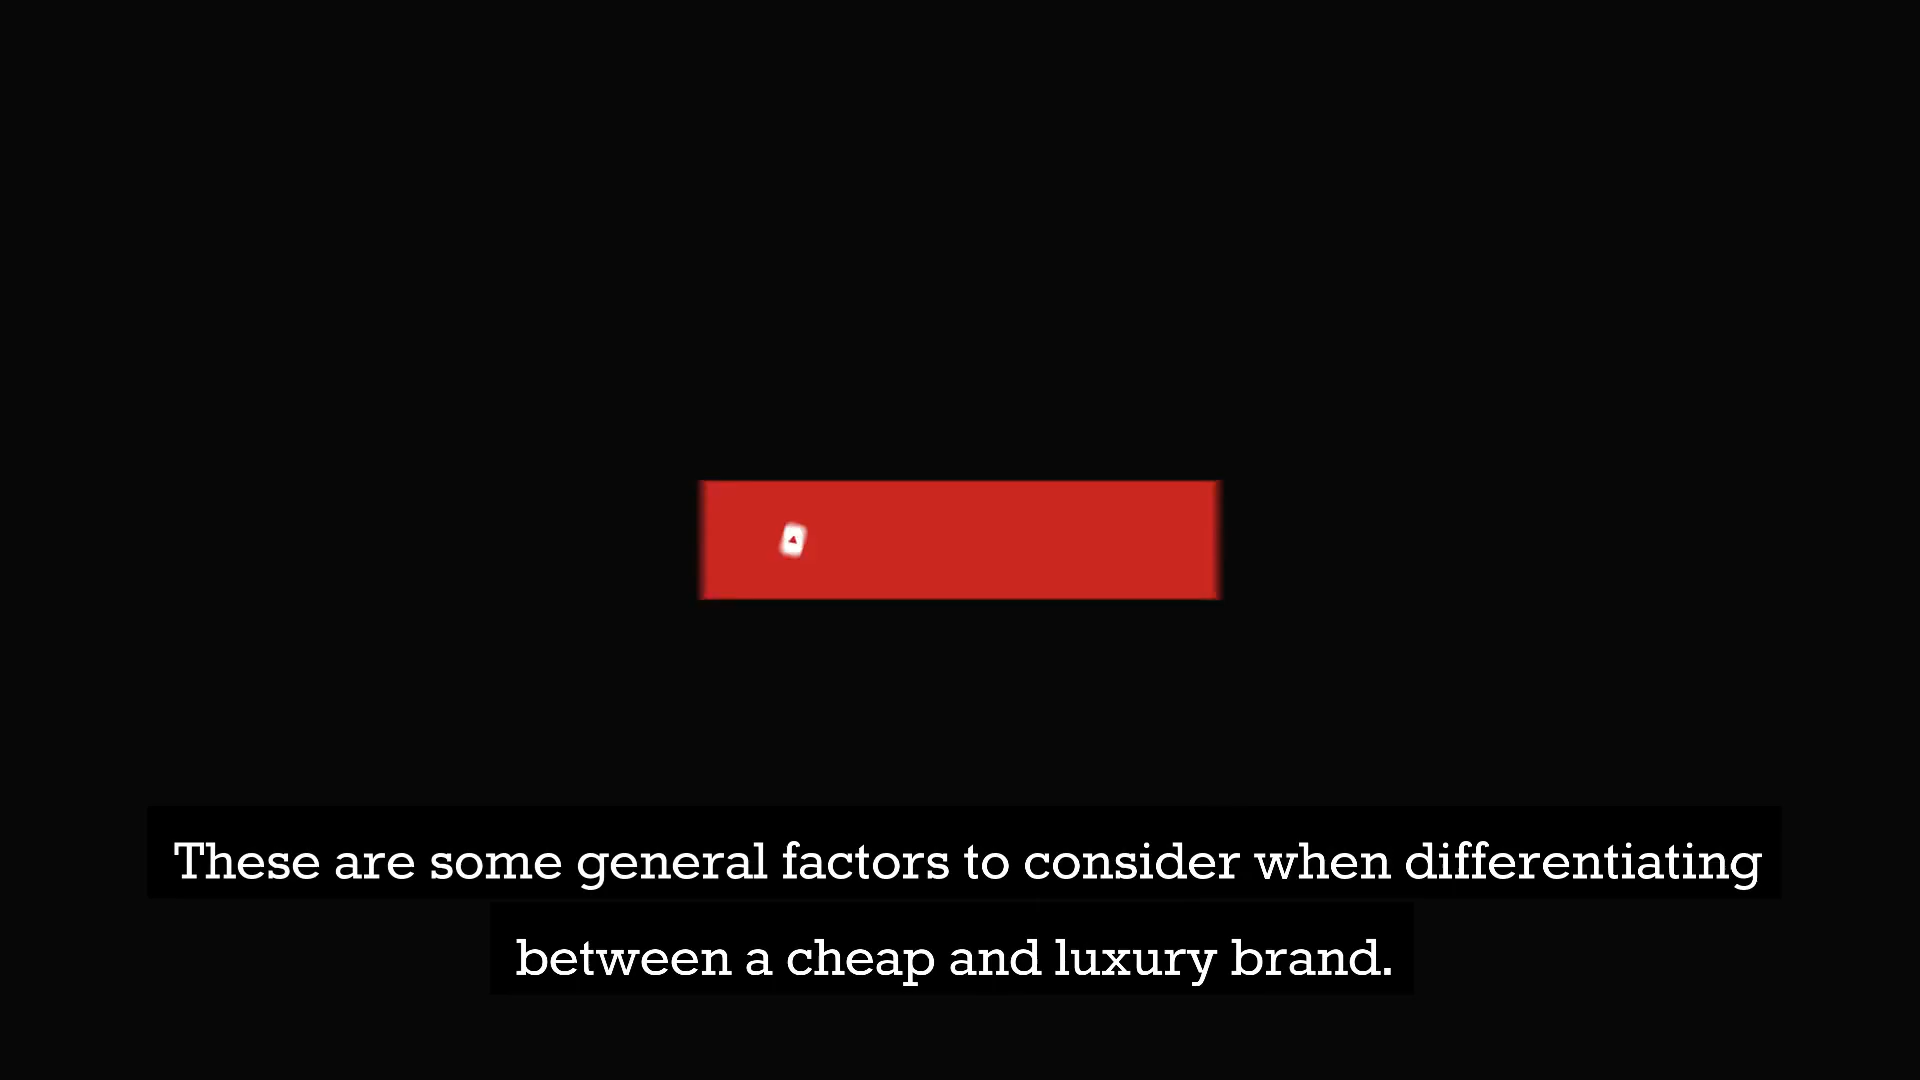 These are some general factors to consider when differentiating
between a cheap and luxury brand.